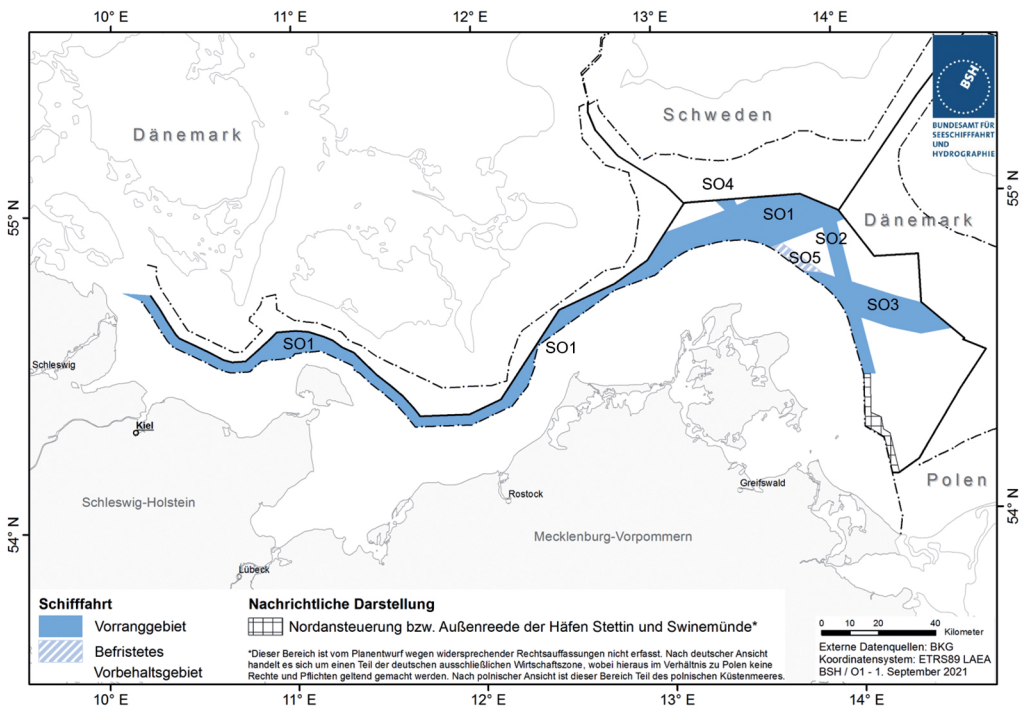 10° E
11° E
12° E
13° E
14° E
BSH
BUNDESAMT FÜR
SEESCHIFFFAHRT
UND
HYDROGRAPHIE
Schweden
Dänemark
SO4
55° N
55° N
SO1
Dänemark
SO2
SO5
SO3
SO1
SO1
Schleswig
Kiel
Polen
Greifswald
Rostock
Schleswig-Holstein
54° N
54° N
Mecklenburg-Vorpommern
Lübeck
Schifffahrt
Vorranggebiet
Befristetes
Vorbehaltsgebiet
Nachrichtliche Darstellung
Nordansteuerung bzw. Außenreede der Häfen Stettin und Swinemünde*
*Dieser Bereich ist vom Planentwurf wegen widersprechender Rechtsauffassungen nicht erfasst. Nach deutscher Ansicht
handelt es sich um einen Teil der deutschen ausschließlichen Wirtschaftszone, wobei hieraus im Verhältnis zu Polen keine
Rechte und Pflichten geltend gemacht werden. Nach polnischer Ansicht ist dieser Bereich Teil des polnischen Küstenmeeres.
0 10 20 40
Kilometer
Externe Datenquellen: BKG
Koordinatensystem: ETRS89 LAEA
BSH / O1 - 1. September 2021
10° E
11° E
12° E
13° E
14° E